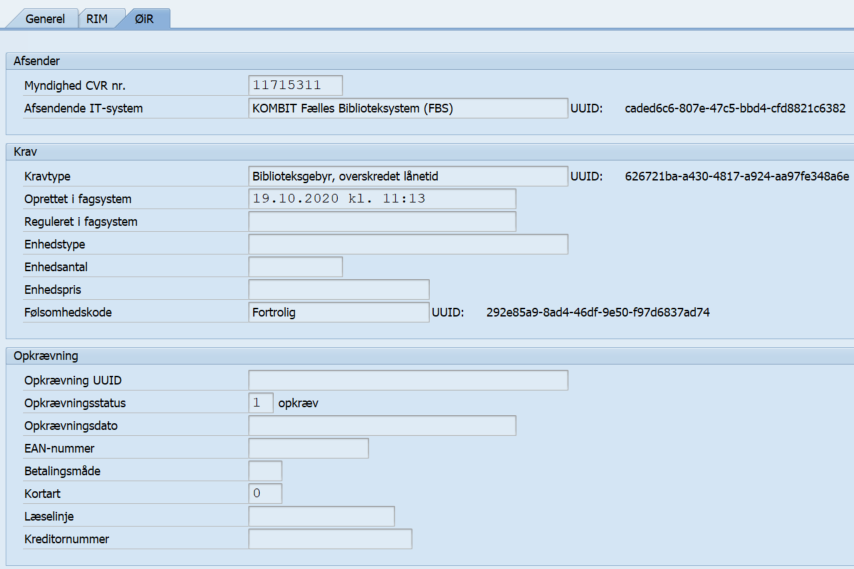 Generel RIM ØiR
Afsender
Myndighed CVR nr. 11715311
Afsendende IT-system KOMBIT Fælles Biblioteksystem (FBS) UUID: caded6c6-807e-47c5-bbd4-cfd8821c6382
Krav
Kravtype Biblioteksgebyr, overskredet lånetid UUID: 626721ba-a430-4817-a924-aa97fe348a6e
Oprettet i fagsystem 19.10.2020 kl. 11:13
Reguleret i fagsystem
Enhedstype
Enhedsantal
Enhedspris
Følsomhedskode Fortrolig UUID: 292e85a9-8ad4-46df-9e50-f97d6837ad74
Opkrævning
Opkrævning UUID
Opkrævningsstatus 1 opkræv
Opkrævningsdato
EAN-nummer
Betalingsmåde
Kortart 0
Læselinje
Kreditornummer